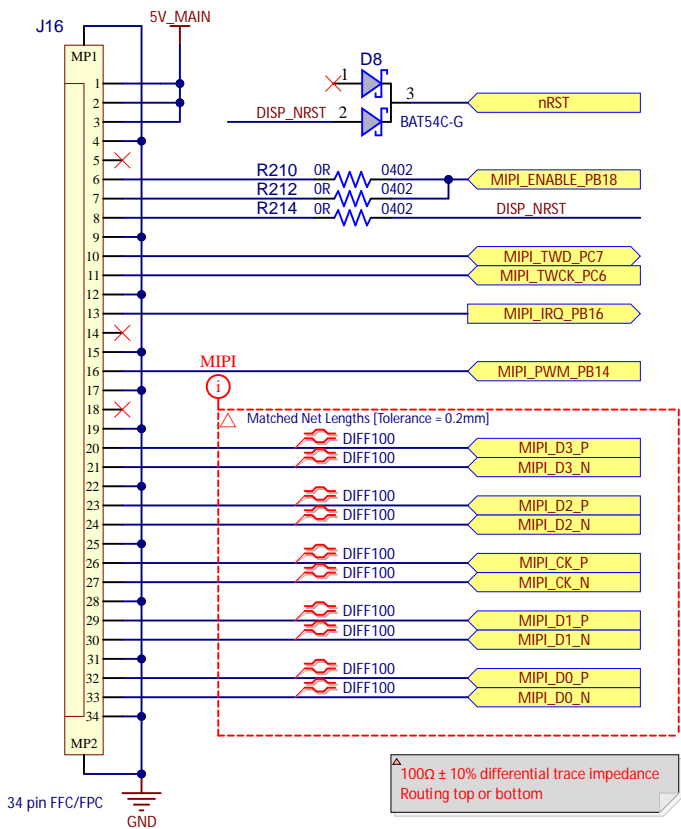 5V_MAIN
J16
MP1
D8
1
3
nRST
DISP_NRST
2
BAT54C-G
1
2
3
4
5
6
7
8
9
10
11
12
13
14
15
16
17
18
19
20
21
22
23
24
25
26
27
28
29
30
31
32
33
34
R210 0R 0402
MIPI_ENABLE_PB18
R212 0R 0402
R214 0R 0402
DISP_NRST
MIPI_TWD_PC7
MIPI_TWCK_PC6
MIPI_IRQ_PB16
MIPI_PWM_PB14
MIPI
i
Matched Net Lengths [Tolerance = 0.2mm]
DIFF100 MIPI_D3_P
DIFF100 MIPI_D3_N
DIFF100 MIPI_D2_P
DIFF100 MIPI_D2_N
DIFF100 MIPI_CK_P
DIFF100 MIPI_CK_N
DIFF100 MIPI_D1_P
DIFF100 MIPI_D1_N
DIFF100 MIPI_D0_P
DIFF100 MIPI_D0_N
MP2
34 pin FFC/FPC
GND
100Ω ± 10% differential trace impedance
Routing top or bottom